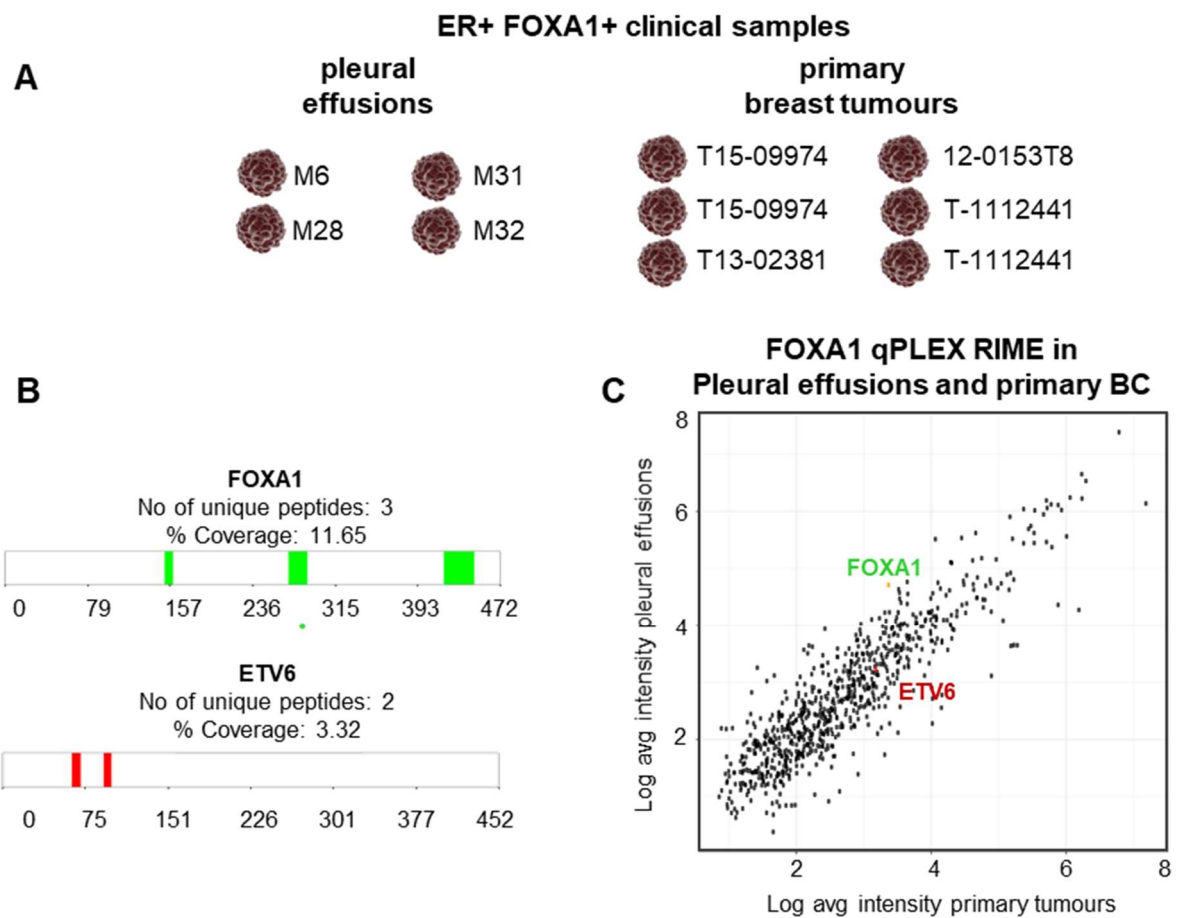 ER+ FOXA1+ clinical samples
A
pleural
effusions
primary
breast tumours
M6
M31
M28
M32
T15-09974
12-0153T8
T15-09974
T-1112441
T13-02381
T-1112441
B
FOXA1
No of unique peptides: 3
% Coverage: 11.65
0 79 157 236 315 393 472
ETV6
No of unique peptides: 2
% Coverage: 3.32
0 75 151 226 301 377 452
C
FOXA1 qPLEX RIME in
Pleural effusions and primary BC
Log avg intensity pleural effusions
8
6
4
2
FOXA1
ETV6
2 4 6 8
Log avg intensity primary tumours